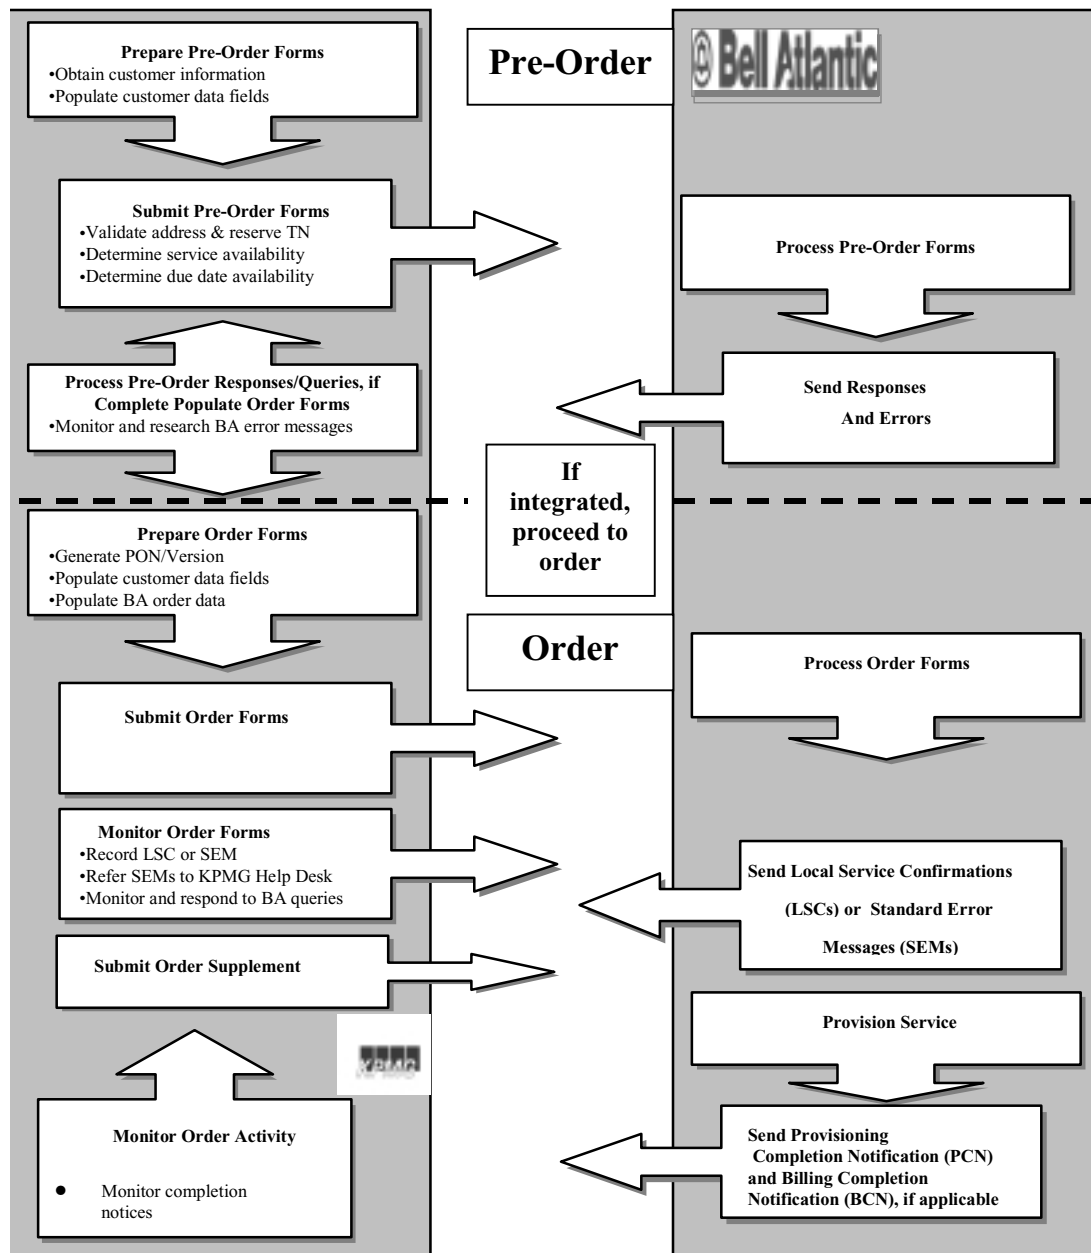 Prepare Pre-Order Forms
•Obtain customer information
•Populate customer data fields
Pre-Order
Bell Atlantic
Submit Pre-Order Forms
•Validate address & reserve TN
•Determine service availability
•Determine due date availability
Process Pre-Order Forms
Process Pre-Order Responses/Queries, if
Complete Populate Order Forms
•Monitor and research BA error messages
Send Responses
And Errors
If
integrated,
proceed to
order
Prepare Order Forms
•Generate PON/Version
•Populate customer data fields
•Populate BA order data
Order
Process Order Forms
Submit Order Forms
Monitor Order Forms
•Record LSC or SEM
•Refer SEMs to KPMG Help Desk
•Monitor and respond to BA queries
Send Local Service Confirmations
(LSCs) or Standard Error
Messages (SEMs)
Submit Order Supplement
Provision Service
KPMG
Monitor Order Activity
● Monitor completion
notices
Send Provisioning
Completion Notification (PCN)
and Billing Completion
Notification (BCN), if applicable